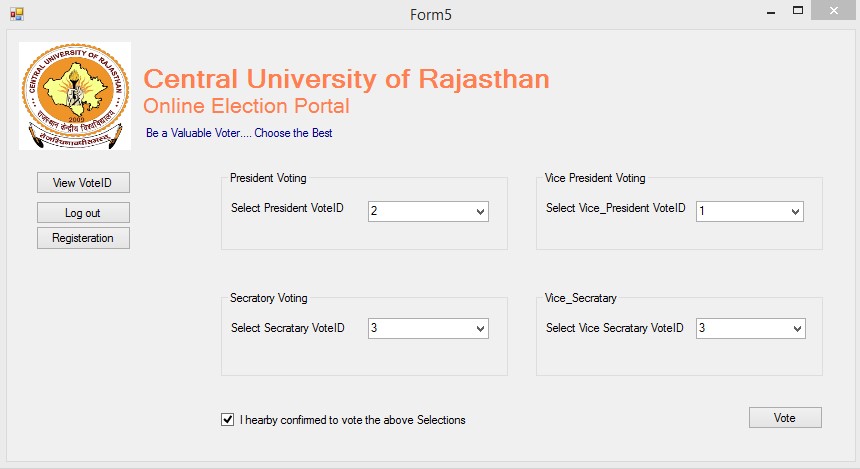 Form5
CENTRAL UNIVERSITY OF RAJASTHAN
2009
राजस्थान केन्द्रीय विश्वविद्यालय
Central University of Rajasthan
Online Election Portal
Be a Valuable Voter.... Choose the Best
View VoteID
Log out
Registeration
President Voting
Select President VoteID 2
Vice President Voting
Select Vice_President VoteID 1
Secratory Voting
Select Secratary VoteID 3
Vice_Secratary
Select Vice Secratary VoteID 3
I hearby confirmed to vote the above Selections
Vote